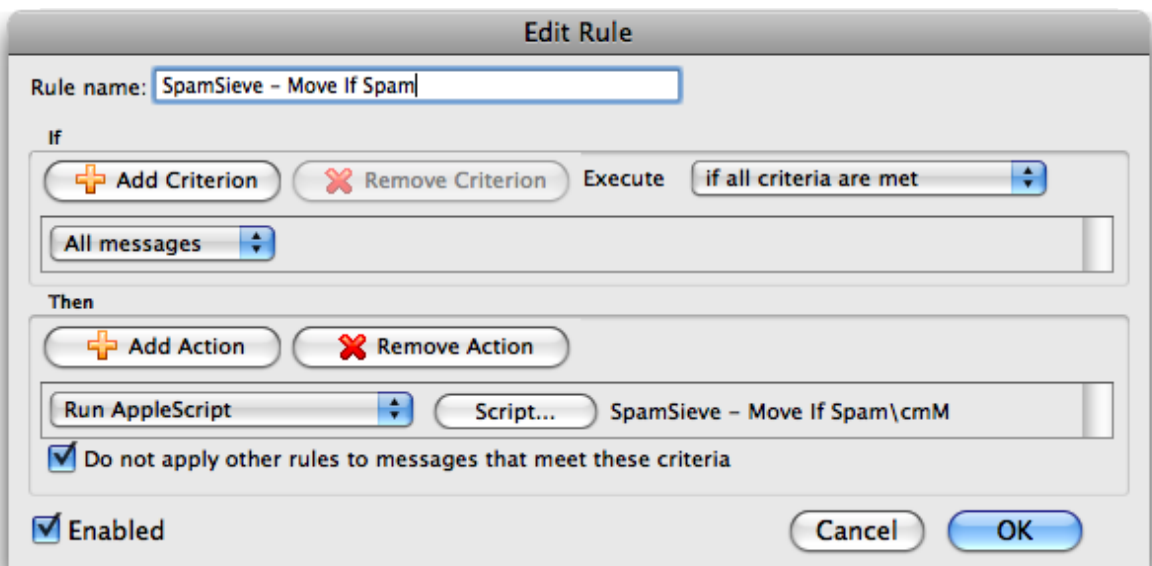 Edit Rule
Rule name: SpamSieve - Move If Spam
If
Add Criterion Remove Criterion Execute if all criteria are met
All messages
Then
Add Action Remove Action
Run AppleScript Script... SpamSieve - Move If Spam\cmM
Do not apply other rules to messages that meet these criteria
Enabled Cancel OK